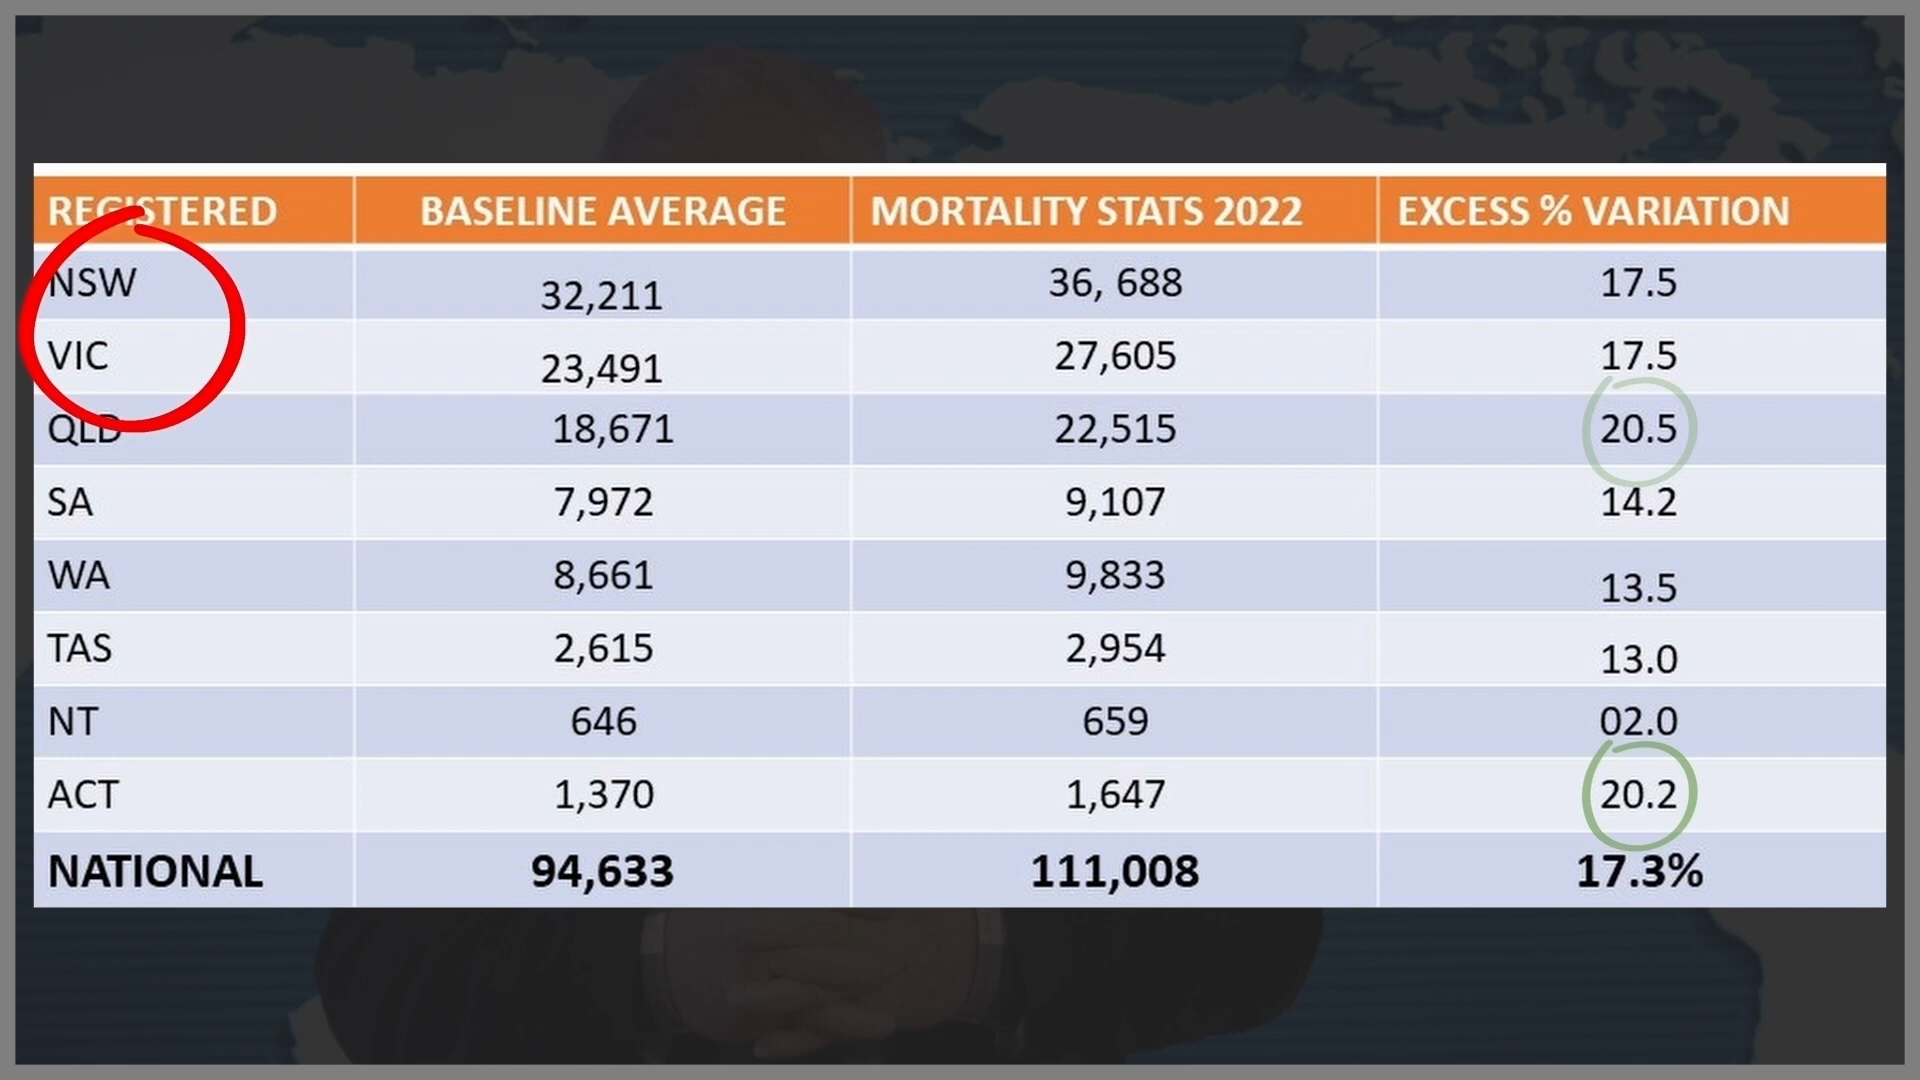 REGISTERED BASELINE AVERAGE MORTALITY STATS 2022 EXCESS % VARIATION
NSW 32,211 36, 688 17.5
VIC 23,491 27,605 17.5
QLD 18,671 22,515 20.5
SA 7,972 9,107 14.2
WA 8,661 9,833 13.5
TAS 2,615 2,954 13.0
NT 646 659 02.0
ACT 1,370 1,647 20.2
NATIONAL 94,633 111,008 17.3%